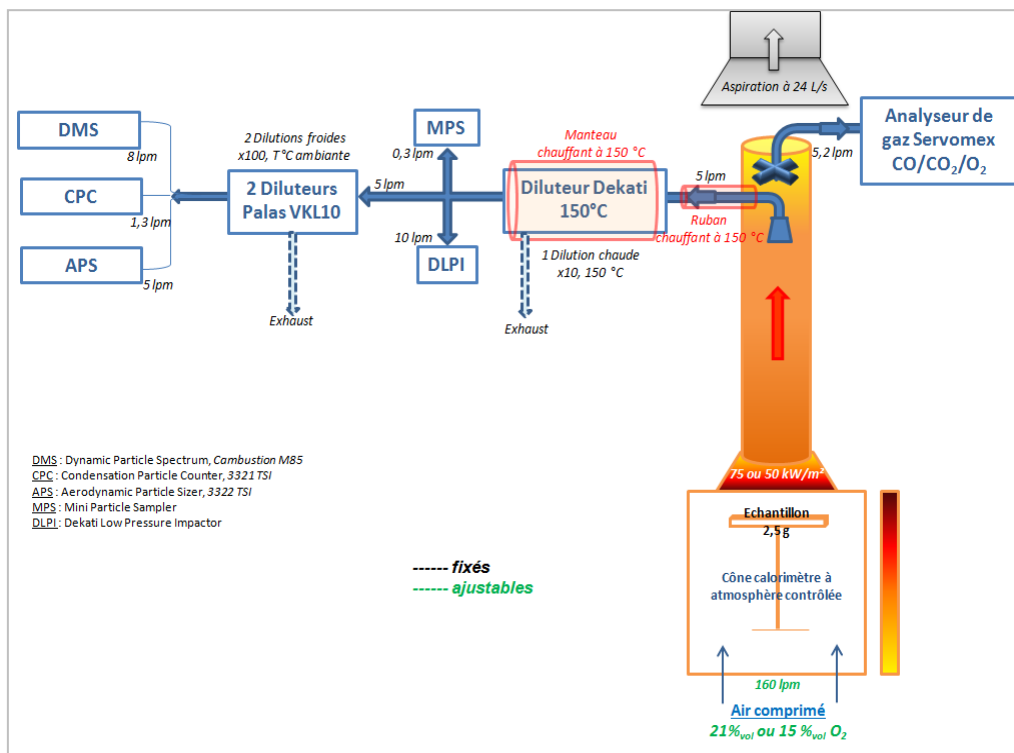 Aspiration à 24 L/s
Analyseur de
gaz Servomex
CO/CO₂/O₂
5,2 lpm
DMS
8 lpm
CPC
1,3 lpm
APS
5 lpm
2 Dilutions froides
x100, T°C ambiante
2 Diluteurs
Palas VKL10
Exhaust
5 lpm
MPS
0,3 lpm
10 lpm
DLPI
Manteau
chauffant à 150 °C
Diluteur Dekati
150°C
1 Dilution chaude
x10, 150 °C
Exhaust
5 lpm
Ruban
chauffant à 150 °C
75 ou 50 kW/m²
Echantillon
2,5 g
Cône calorimètre à
atmosphère contrôlée
160 lpm
Air comprimé
21%vol ou 15 %vol O₂
DMS : Dynamic Particle Spectrum, Cambustion M85
CPC : Condensation Particle Counter, 3321 TSI
APS : Aerodynamic Particle Sizer, 3322 TSI
MPS : Mini Particle Sampler
DLPI : Dekati Low Pressure Impactor
------ fixés
------ ajustables